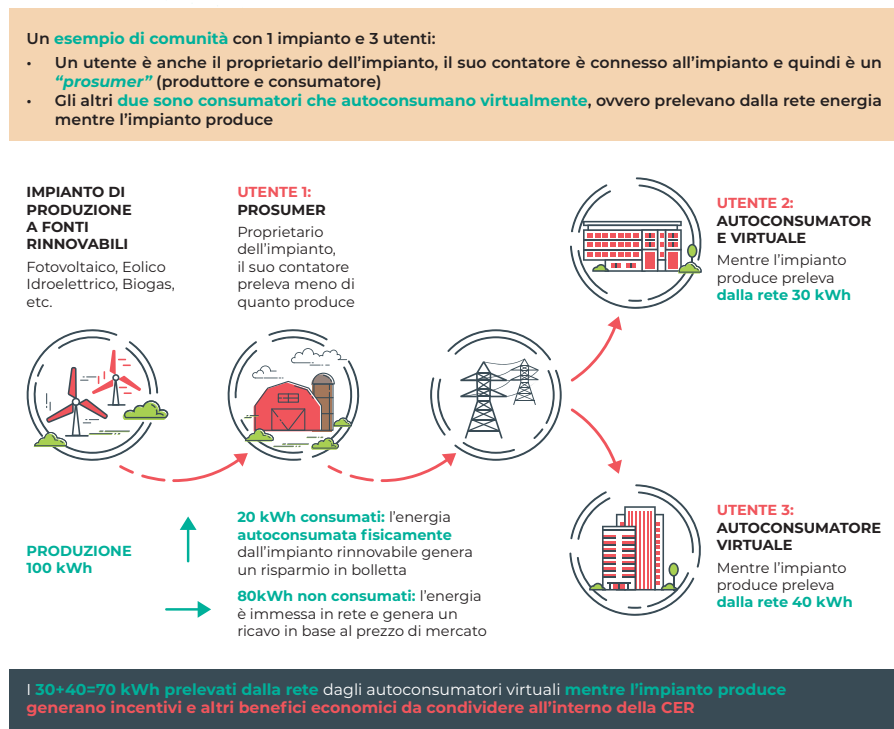 Un esempio di comunità con 1 impianto e 3 utenti:
• Un utente è anche il proprietario dell'impianto, il suo contatore è connesso all'impianto e quindi è un
"prosumer" (produttore e consumatore)
• Gli altri due sono consumatori che autoconsumano virtualmente, ovvero prelevano dalla rete energia
mentre l'impianto produce
IMPIANTO DI
PRODUZIONE
A FONTI
RINNOVABILI
Fotovoltaico, Eolico
Idroelettrico, Biogas,
etc.
UTENTE 1:
PROSUMER
Proprietario
dell'impianto,
il suo contatore
preleva meno di
quanto produce
UTENTE 2:
AUTOCONSUMATOR
E VIRTUALE
Mentre l'impianto
produce preleva
dalla rete 30 kWh
PRODUZIONE
100 kWh
20 kWh consumati: l'energia
autoconsumata fisicamente
dall'impianto rinnovabile genera
un risparmio in bolletta
80kWh non consumati: l'energia
è immessa in rete e genera un
ricavo in base al prezzo di mercato
UTENTE 3:
AUTOCONSUMATORE
VIRTUALE
Mentre l'impianto
produce preleva
dalla rete 40 kWh
I 30+40=70 kWh prelevati dalla rete dagli autoconsumatori virtuali mentre l'impianto produce
generano incentivi e altri benefici economici da condividere all'interno della CER